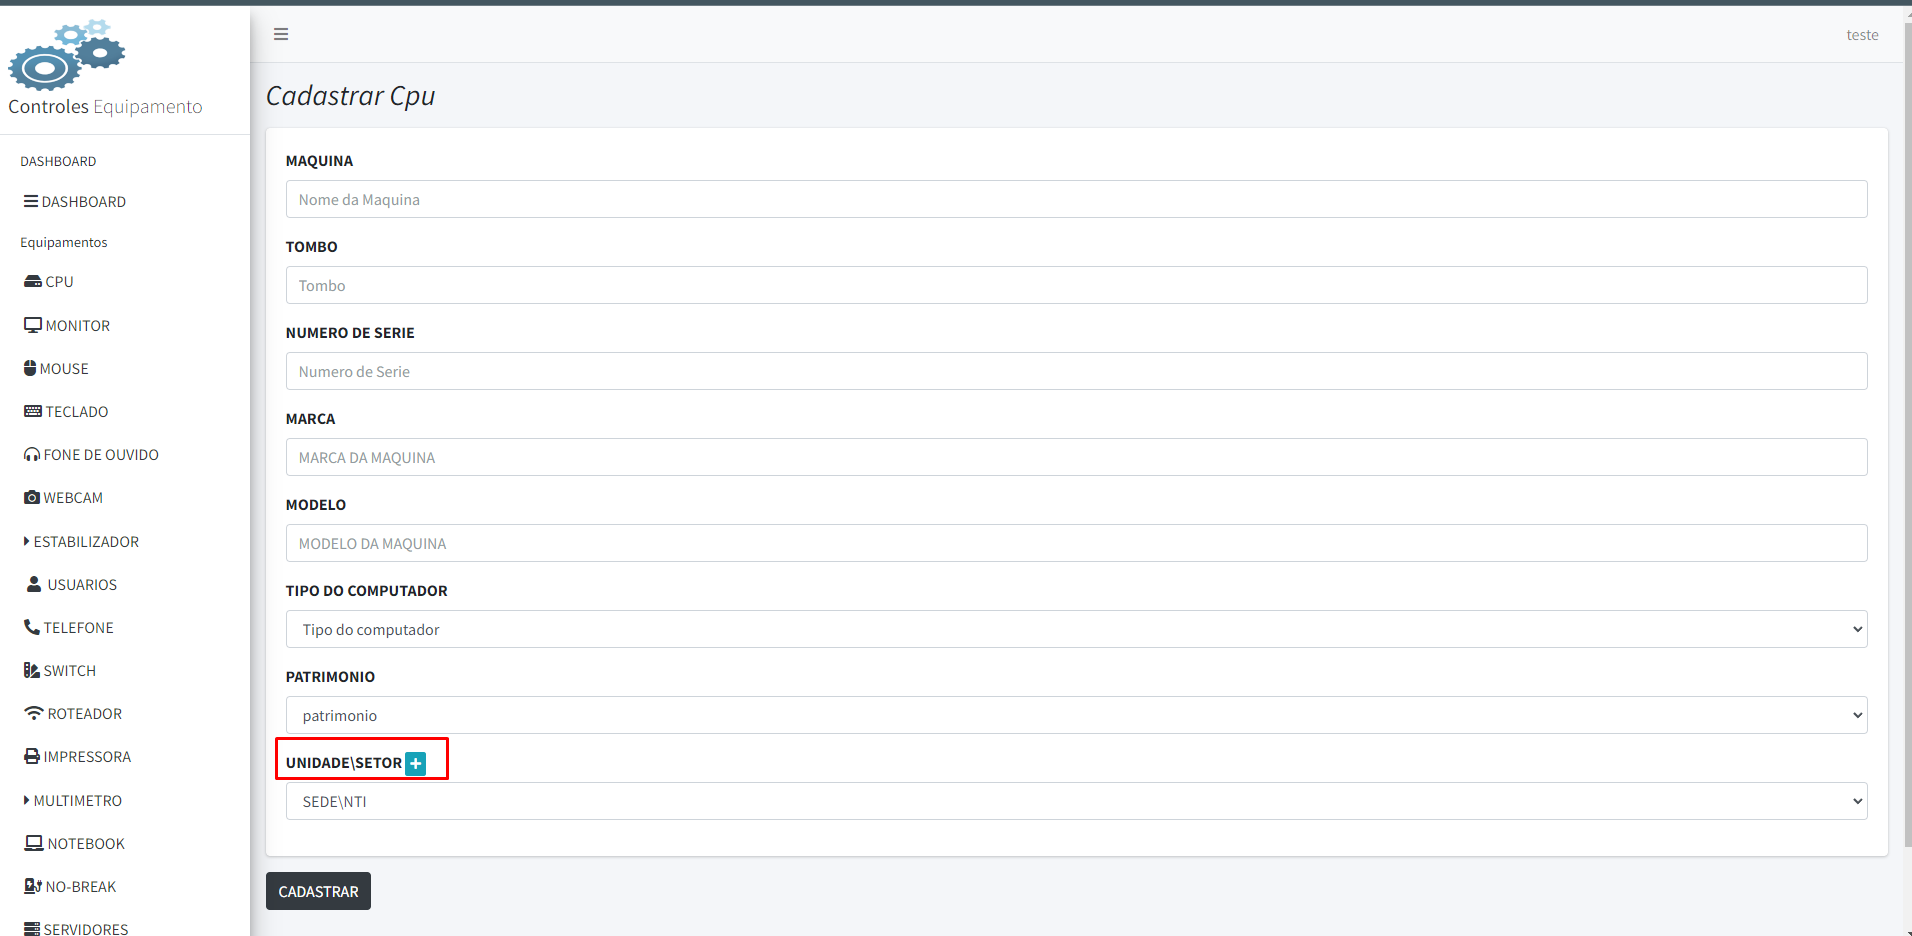 Controles Equipamento
DASHBOARD
DASHBOARD
Equipamentos
CPU
MONITOR
MOUSE
TECLADO
FONE DE OUVIDO
WEBCAM
ESTABILIZADOR
USUARIOS
TELEFONE
SWITCH
ROTEADOR
IMPRESSORA
MULTIMETRO
NOTEBOOK
NO-BREAK
SERVIDORES
teste
Cadastrar Cpu
MAQUINA
Nome da Maquina
TOMBO
Tombo
NUMERO DE SERIE
Numero de Serie
MARCA
MARCA DA MAQUINA
MODELO
MODELO DA MAQUINA
TIPO DO COMPUTADOR
Tipo do computador
PATRIMONIO
patrimonio
UNIDADE\SETOR +
SEDE\NTI
CADASTRAR